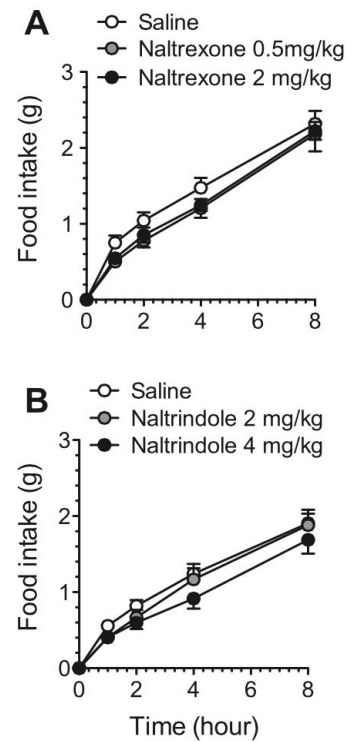 A
Saline
Naltrexone 0.5mg/kg
Naltrexone 2 mg/kg
Food intake (g)
3
2
1
0
0 2 4 6 8
B
Saline
Naltrindole 2 mg/kg
Naltrindole 4 mg/kg
Food intake (g)
3
2
1
0
0 2 4 6 8
Time (hour)